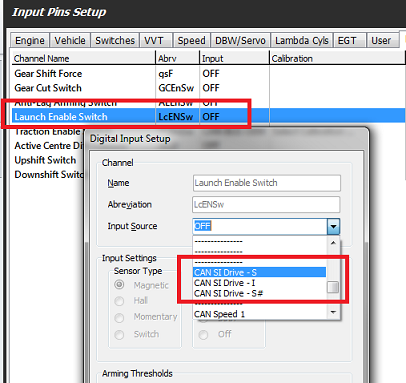 Input Pins Setup
Engine Vehicle Switches VVT Speed DBW/Servo Lambda Cyls EGT User
Channel Name Abrv Input Calibration
Gear Shift Force gsF OFF
Gear Cut Switch GCEnSw OFF
Anti-Lag Arming Switch ALEnSw OFF
Launch Enable Switch LcENSw OFF
Traction Enable
Active Centre Di
Upshift Switch
Downshift Switc
Digital Input Setup
Channel
Name Launch Enable Switch
Abreviation LcENSw
Input Source OFF
---------------
---------------
---------------
CAN SI Drive - S
CAN SI Drive - I
CAN SI Drive - S#
---------------
CAN Speed 1
Input Settings
Sensor Type
Magnetic
Hall
Momentary
Switch Off
Arming Thresholds